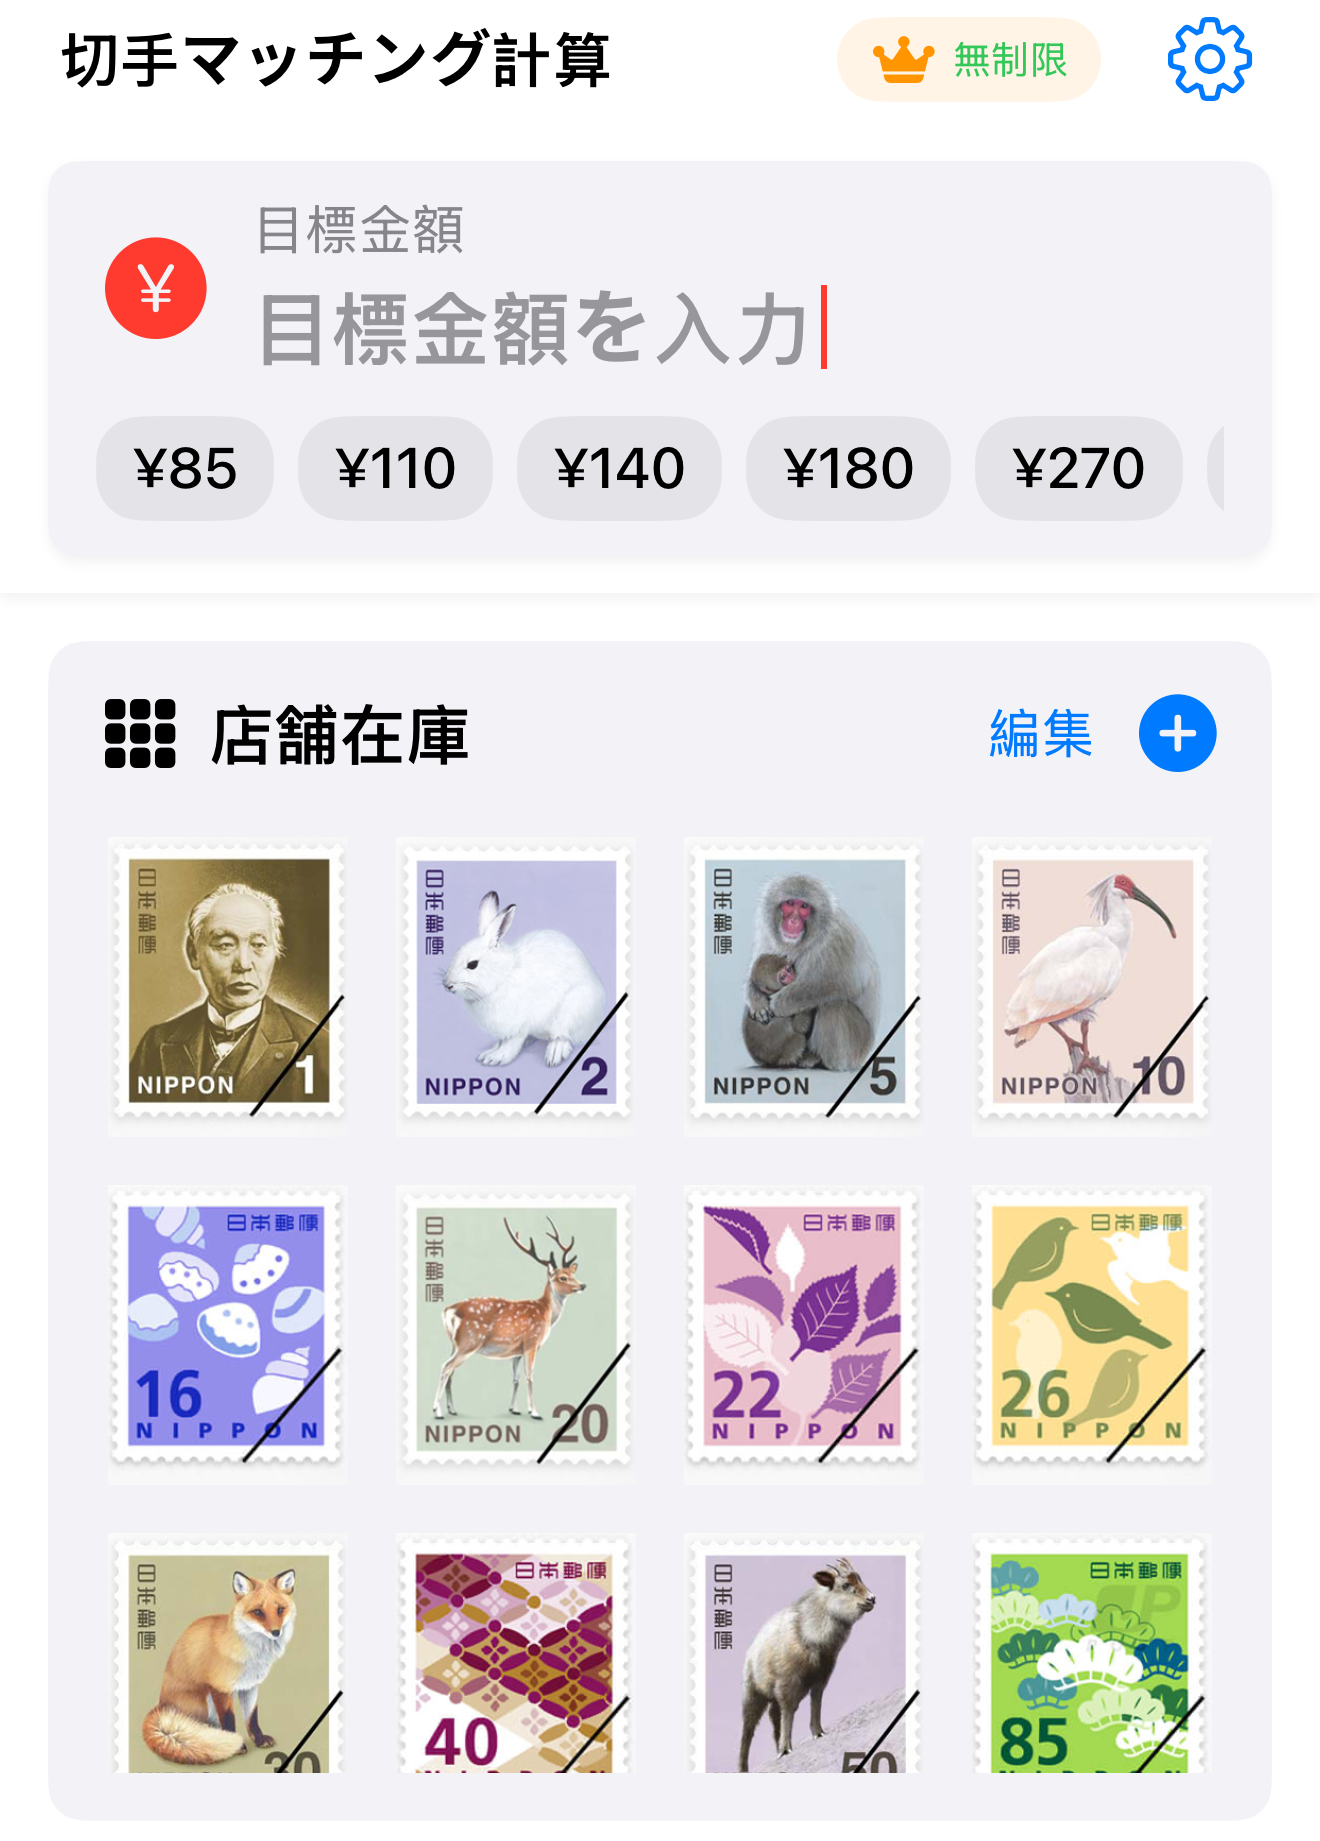 切手マッチング計算
無制限
¥
目標金額
目標金額を入力
¥85
¥110
¥140
¥180
¥270
店舗在庫
編集
日本郵便
NIPPON
1
日本郵便
NIPPON
2
日本郵便
NIPPON
5
日本郵便
NIPPON
10
日本郵便
16
NIPPON
日本郵便
NIPPON
20
日本郵便
22
NIPPON
日本郵便
26
NIPPON
日本郵便
30
日本郵便
40
日本郵便
50
日本郵便
85